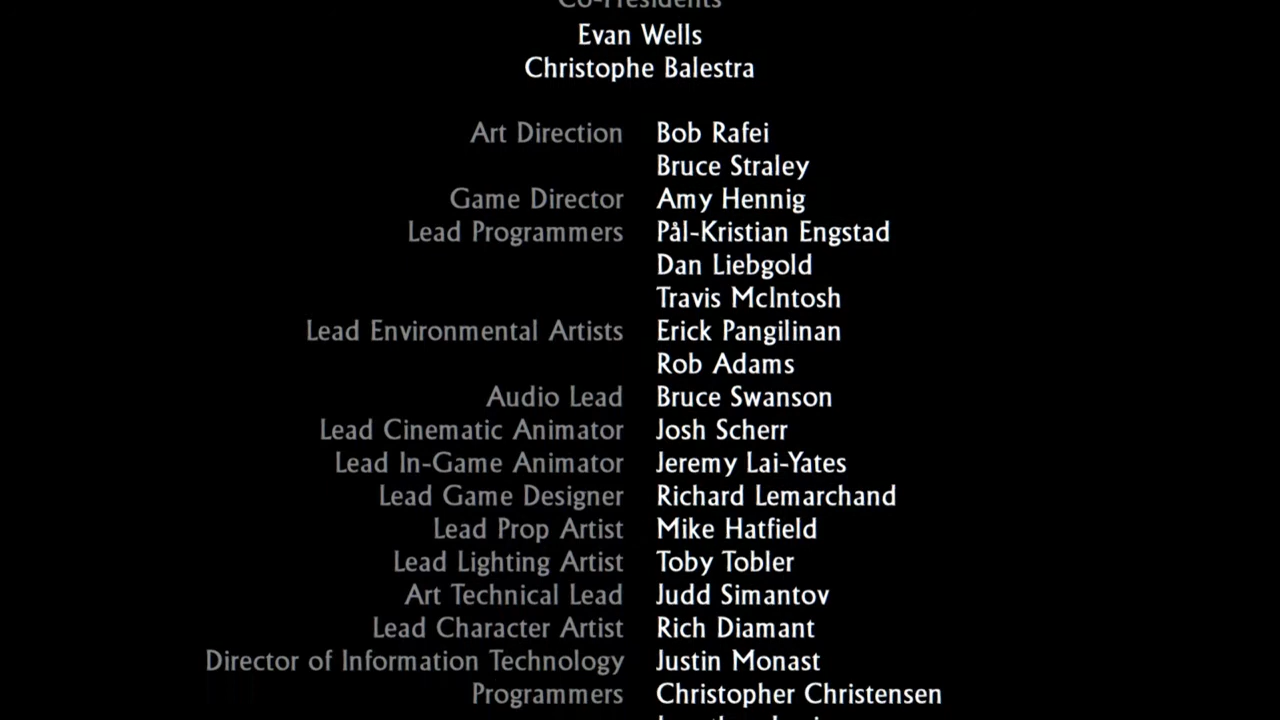 Co-Presidents
Evan Wells
Christophe Balestra
Art Direction Bob Rafei
Bruce Straley
Game Director Amy Hennig
Lead Programmers Pål-Kristian Engstad
Dan Liebgold
Travis McIntosh
Lead Environmental Artists Erick Pangilinan
Rob Adams
Audio Lead Bruce Swanson
Lead Cinematic Animator Josh Scherr
Lead In-Game Animator Jeremy Lai-Yates
Lead Game Designer Richard Lemarchand
Lead Prop Artist Mike Hatfield
Lead Lighting Artist Toby Tobler
Art Technical Lead Judd Simantov
Lead Character Artist Rich Diamant
Director of Information Technology Justin Monast
Programmers Christopher Christensen